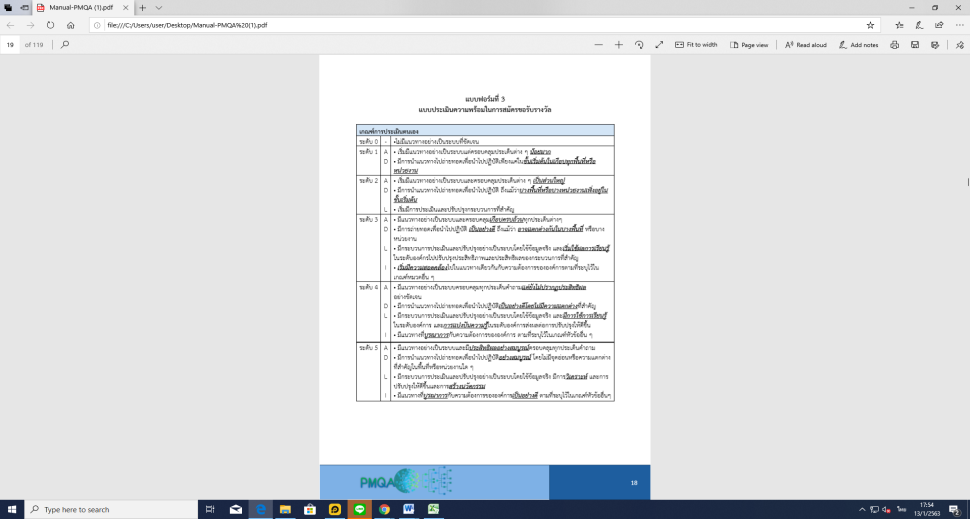 Manual-PMQA (1).pdf
file:///C:/Users/user/Desktop/Manual-PMQA%20(1).pdf
19 of 119
Fit to width
Page view
Read aloud
Add notes
แบบฟอร์มที่ 3
แบบประเมินความพร้อมในการสมัครขอรับรางวัล
เกณฑ์การประเมินตนเอง
ระดับ 0 - •ไม่มีแนวทางอย่างเป็นระบบที่ชัดเจน
ระดับ 1 A • เริ่มมีแนวทางอย่างเป็นระบบแต่ครอบคลุมประเด็นต่าง ๆ น้อยมาก
D • มีการนำแนวทางไปถ่ายทอดเพื่อนำไปปฏิบัติเพียงแค่ในขั้นเริ่มต้นในเกือบทุกพื้นที่หรือ
หน่วยงาน
ระดับ 2 A • เริ่มมีแนวทางอย่างเป็นระบบและครอบคลุมประเด็นต่าง ๆ เป็นส่วนใหญ่
D • มีการนำแนวทางไปถ่ายทอดเพื่อนำไปปฏิบัติ ถึงแม้ว่าบางพื้นที่หรือบางหน่วยงานเพิ่งอยู่ใน
ขั้นเริ่มต้น
L • เริ่มมีการประเมินและปรับปรุงกระบวนการที่สำคัญ
ระดับ 3 A • มีแนวทางอย่างเป็นระบบและครอบคลุมเกือบครบถ้วนทุกประเด็นต่างๆ
D • มีการถ่ายทอดเพื่อนำไปปฏิบัติ เป็นอย่างดี ถึงแม้ว่า อาจแตกต่างกันในบางพื้นที่ หรือบาง
หน่วยงาน
L • มีกระบวนการประเมินและปรับปรุงอย่างเป็นระบบโดยใช้ข้อมูลจริง และเริ่มใช้ผลการเรียนรู้
ในระดับองค์กรไปปรับปรุงประสิทธิภาพและประสิทธิผลของกระบวนการที่สำคัญ
I • เริ่มมีความสอดคล้องไปในแนวทางเดียวกันกับความต้องการขององค์การตามที่ระบุไว้ใน
เกณฑ์หมวดอื่น ๆ
ระดับ 4 A • มีแนวทางอย่างเป็นระบบครอบคลุมทุกประเด็นคำถามแต่ยังไม่ปรากฏประสิทธิผล
อย่างชัดเจน
D • มีการนำแนวทางไปถ่ายทอดเพื่อนำไปปฏิบัติเป็นอย่างดีโดยไม่มีความแตกต่างที่สำคัญ
L • มีกระบวนการประเมินและปรับปรุงอย่างเป็นระบบโดยใช้ข้อมูลจริง และมีการใช้การเรียนรู้
ในระดับองค์การ และการแบ่งปันความรู้ในระดับองค์การส่งผลต่อการปรับปรุงให้ดีขึ้น
I • มีแนวทางที่บูรณาการกับความต้องการขององค์การ ตามที่ระบุไว้ในเกณฑ์หัวข้ออื่น ๆ
ระดับ 5 A • มีแนวทางอย่างเป็นระบบและมีประสิทธิผลอย่างสมบูรณ์ครอบคลุมทุกประเด็นคำถาม
D • มีการนำแนวทางไปถ่ายทอดเพื่อนำไปปฏิบัติอย่างสมบูรณ์ โดยไม่มีจุดอ่อนหรือความแตกต่าง
ที่สำคัญในพื้นที่หรือหน่วยงานใด ๆ
L • มีกระบวนการประเมินและปรับปรุงอย่างเป็นระบบโดยใช้ข้อมูลจริง มีการวิเคราะห์ และการ
ปรับปรุงให้ดีขึ้นและการสร้างนวัตกรรม
I • มีแนวทางที่บูรณาการกับความต้องการขององค์การเป็นอย่างดี ตามที่ระบุไว้ในเกณฑ์หัวข้ออื่นๆ
PMQA
18
Type here to search
17:54
13/1/2563